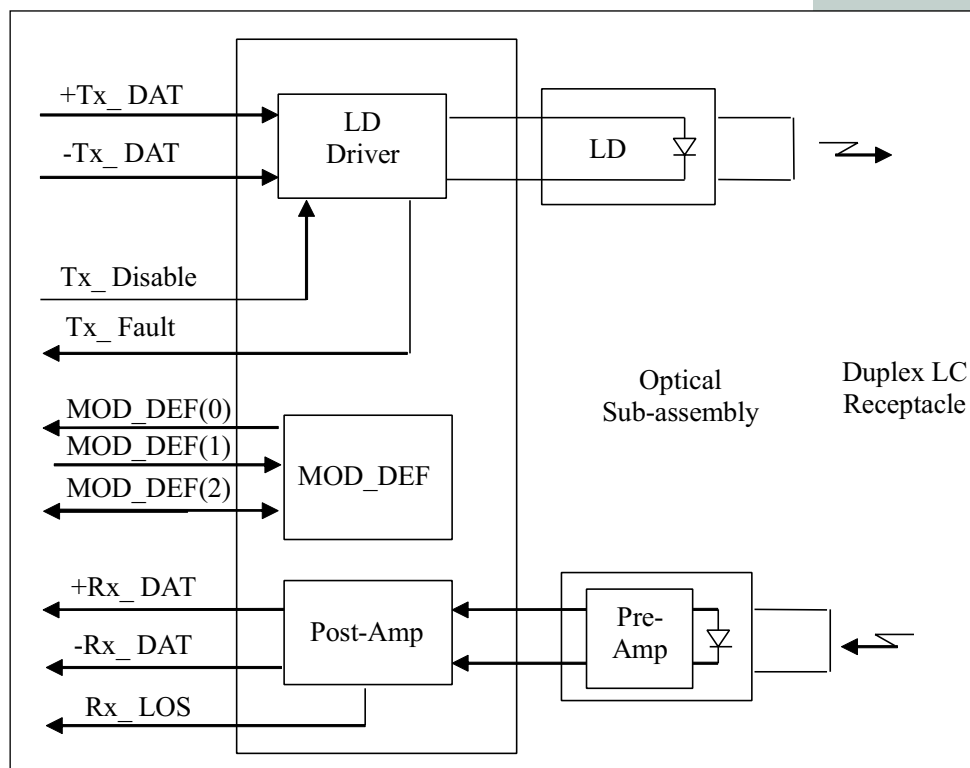 +Tx_ DAT
-Tx_ DAT
LD
Driver
LD
Tx_ Disable
Tx_ Fault
Optical
Sub-assembly
Duplex LC
Receptacle
MOD_DEF(0)
MOD_DEF(1)
MOD_DEF(2)
MOD_DEF
+Rx_ DAT
-Rx_ DAT
Rx_ LOS
Post-Amp
Pre-
Amp